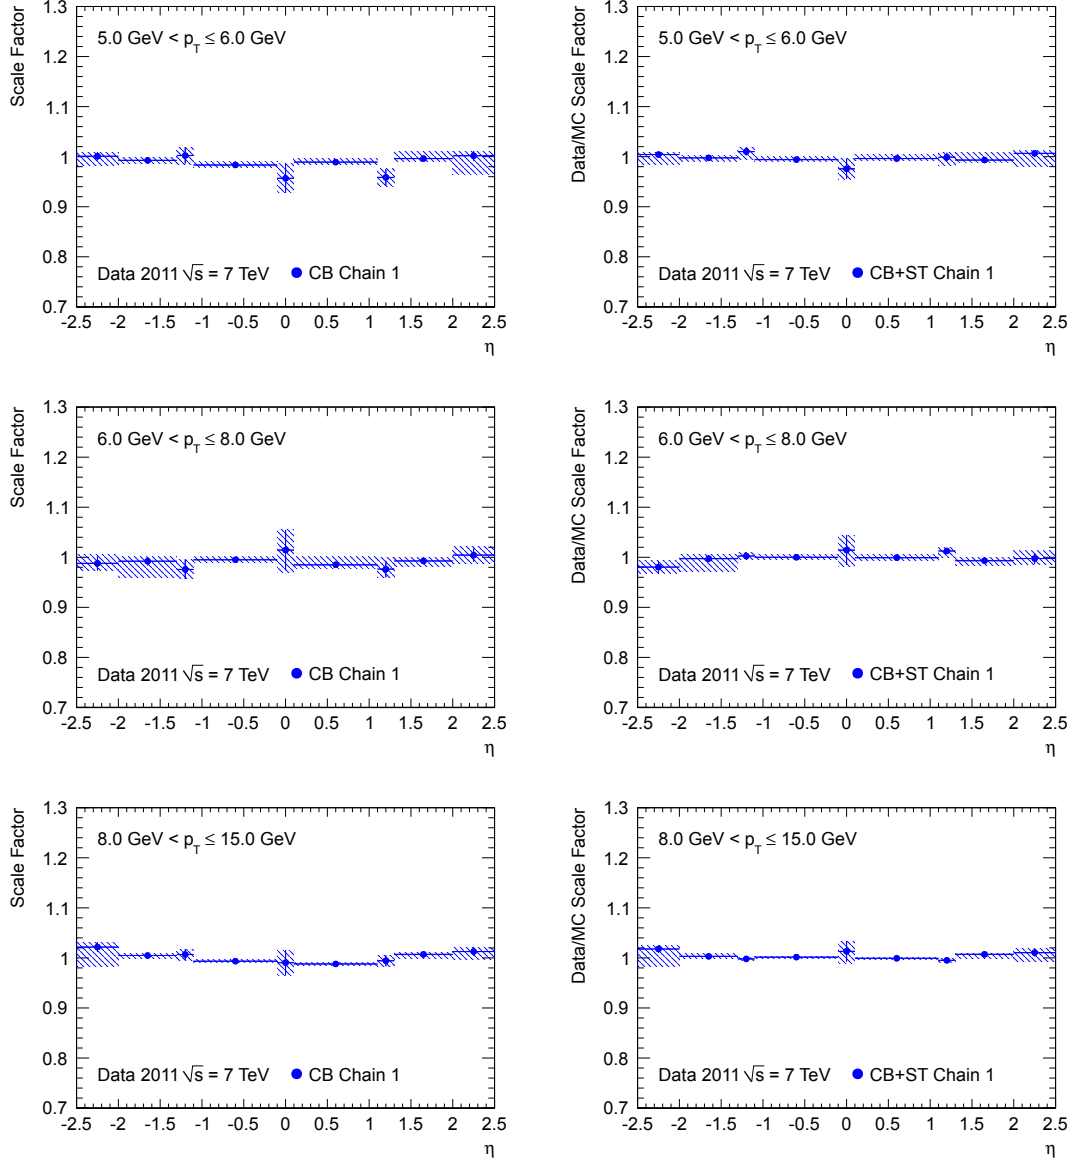 Scale Factor
1.3
1.2
1.1
1
0.9
0.8
0.7
5.0 GeV < p_T ≤ 6.0 GeV
Data 2011 √s = 7 TeV ● CB Chain 1
-2.5 -2 -1.5 -1 -0.5 0 0.5 1 1.5 2 2.5
η
Data/MC Scale Factor
1.3
1.2
1.1
1
0.9
0.8
0.7
5.0 GeV < p_T ≤ 6.0 GeV
Data 2011 √s = 7 TeV ● CB+ST Chain 1
-2.5 -2 -1.5 -1 -0.5 0 0.5 1 1.5 2 2.5
η
Scale Factor
1.3
1.2
1.1
1
0.9
0.8
0.7
6.0 GeV < p_T ≤ 8.0 GeV
Data 2011 √s = 7 TeV ● CB Chain 1
-2.5 -2 -1.5 -1 -0.5 0 0.5 1 1.5 2 2.5
η
Data/MC Scale Factor
1.3
1.2
1.1
1
0.9
0.8
0.7
6.0 GeV < p_T ≤ 8.0 GeV
Data 2011 √s = 7 TeV ● CB+ST Chain 1
-2.5 -2 -1.5 -1 -0.5 0 0.5 1 1.5 2 2.5
η
Scale Factor
1.3
1.2
1.1
1
0.9
0.8
0.7
8.0 GeV < p_T ≤ 15.0 GeV
Data 2011 √s = 7 TeV ● CB Chain 1
-2.5 -2 -1.5 -1 -0.5 0 0.5 1 1.5 2 2.5
η
Data/MC Scale Factor
1.3
1.2
1.1
1
0.9
0.8
0.7
8.0 GeV < p_T ≤ 15.0 GeV
Data 2011 √s = 7 TeV ● CB+ST Chain 1
-2.5 -2 -1.5 -1 -0.5 0 0.5 1 1.5 2 2.5
η